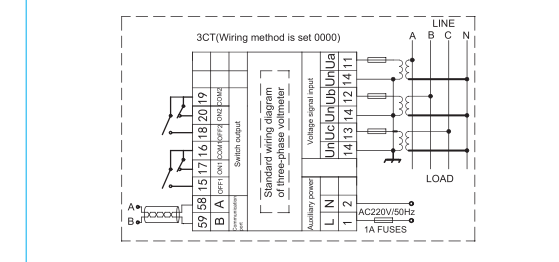 LINE
3CT(Wiring method is set 0000)
A B C N
Ua 11
Un 14
Ub 12
Un 14
Uc 13
Un 14
Voltage signal input
19 COM2
20 ON2
18 OFF2
16 COM
17 ON1
15 OFF1
Switch output
Standard wiring diagram
of three-phase voltmeter
LOAD
A
B
58 A
59 B
Communisation
port
Auxiliary power
N 2
L 1
AC220V/50Hz
1A FUSES